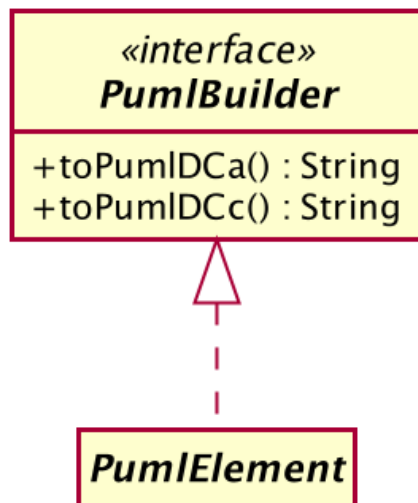 «interface»
PumlBuilder
+toPumlDCa() : String
+toPumlDCc() : String
PumlElement